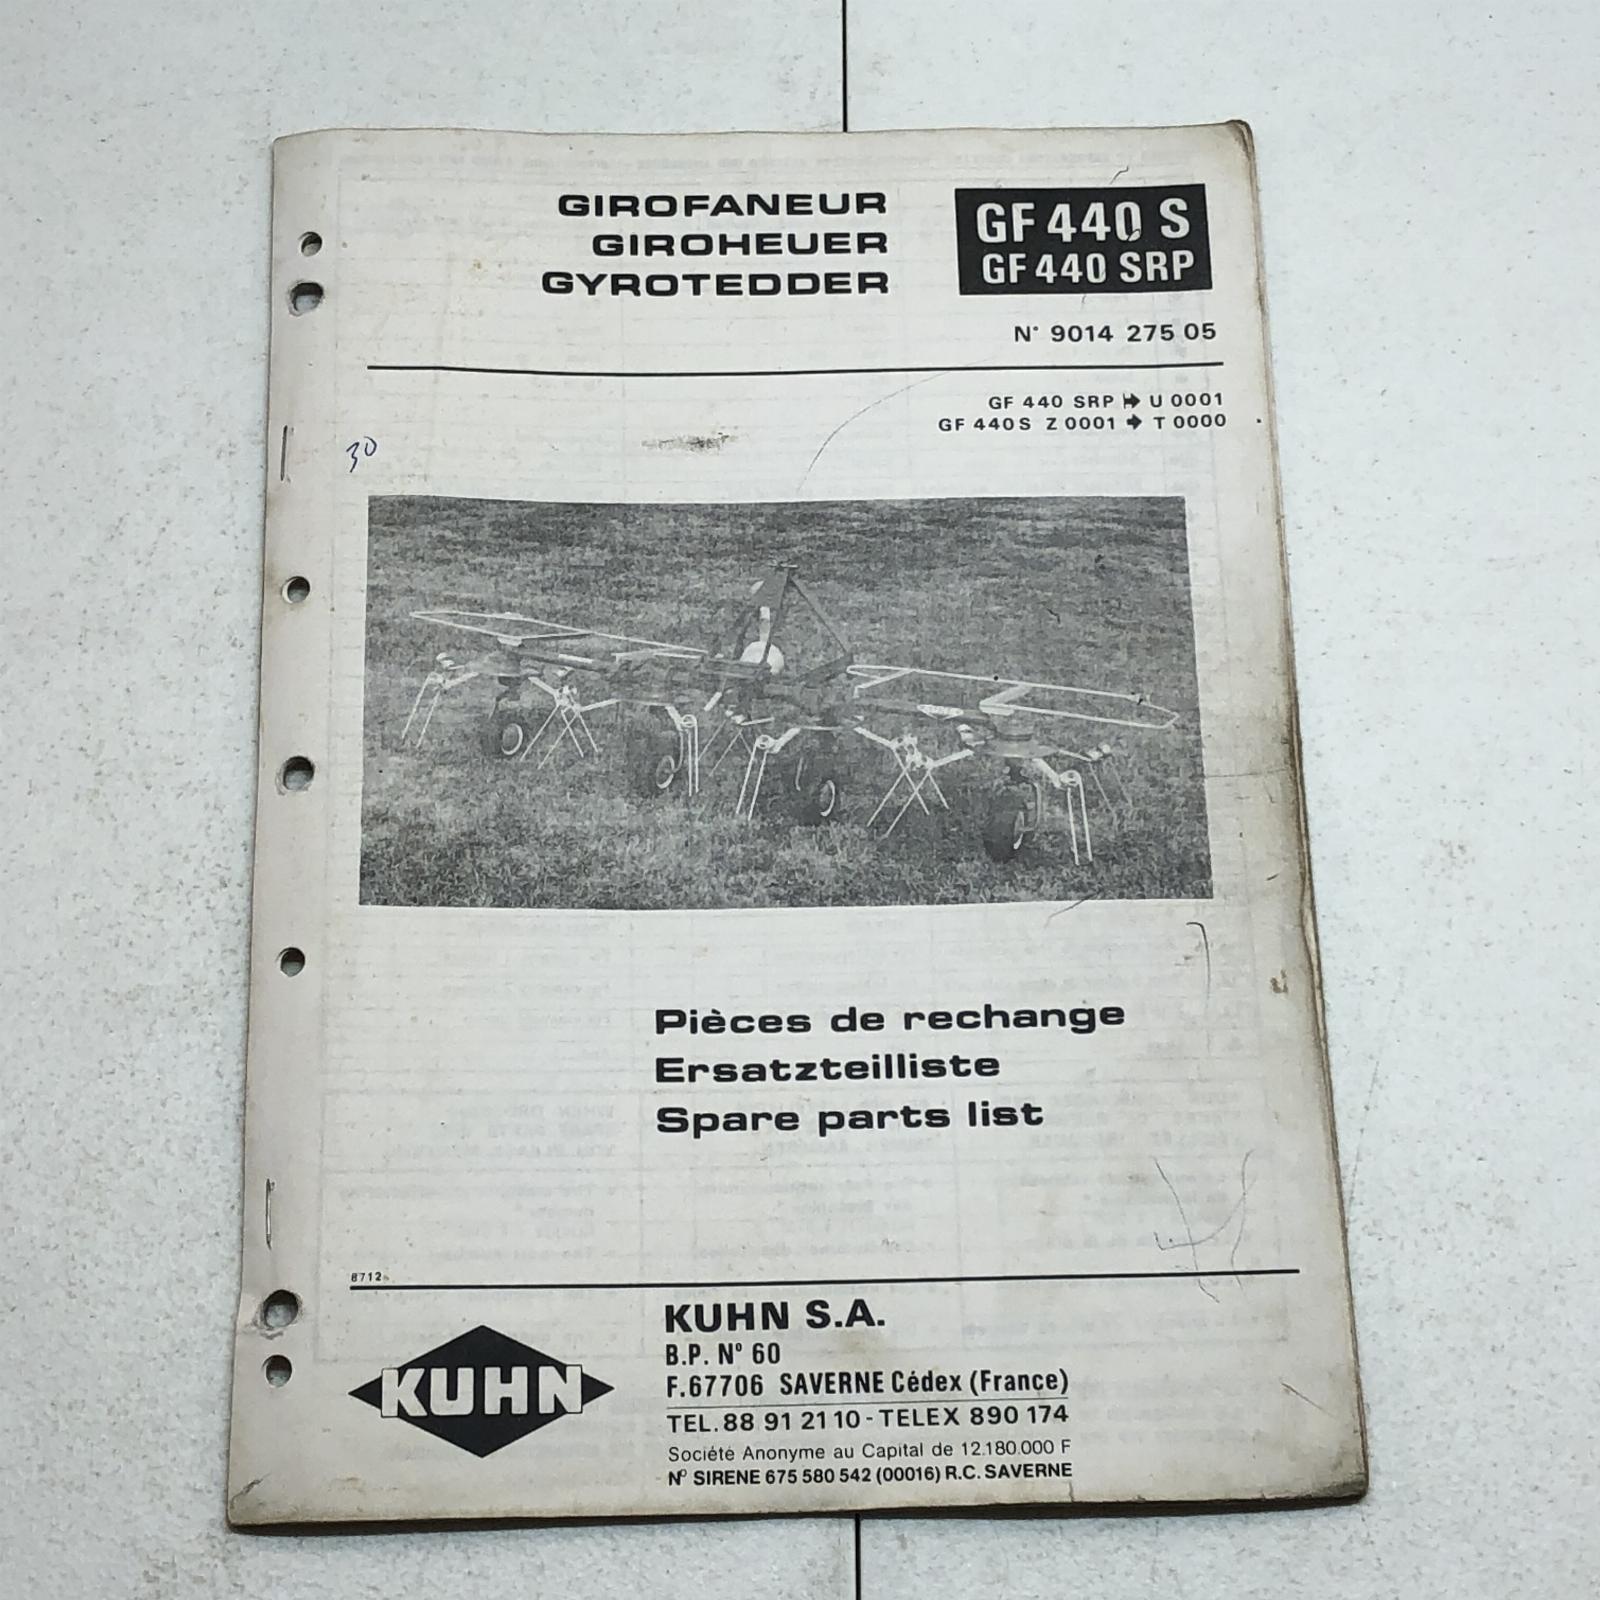 GIROFANEUR
GIROHEUER
GYROTEDDER
GF 440 S
GF 440 SRP
N° 9014 275 05
GF 440 SRP ➔ U 0001
GF 440 S Z 0001 ➔ T 0000
30
Pièces de rechange
Ersatzteilliste
Spare parts list
8712
KUHN
KUHN S.A.
B.P. Nº 60
F.67706 SAVERNE Cédex (France)
TEL. 88 91 21 10 - TELEX 890 174
Société Anonyme au Capital de 12.180.000 F
Nº SIRENE 675 580 542 (00016) R.C. SAVERNE